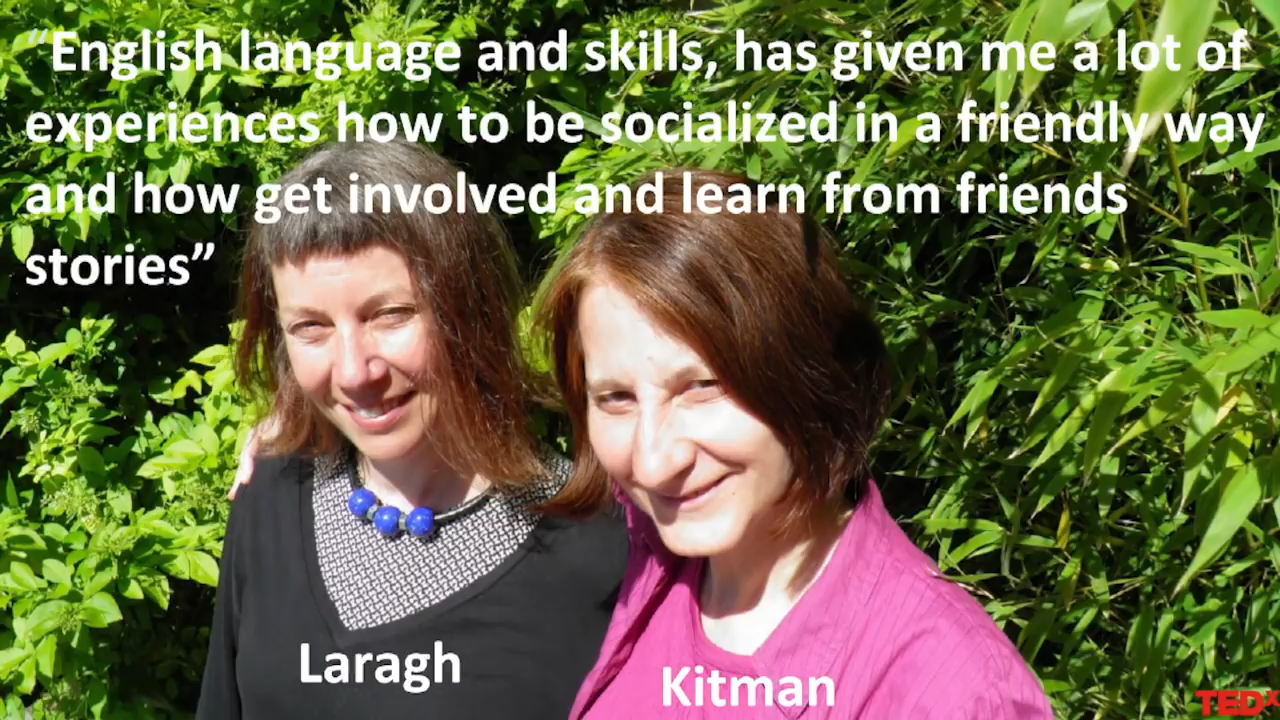 “English language and skills, has given me a lot of
experiences how to be socialized in a friendly way
and how get involved and learn from friends
stories”
Laragh
Kitman
TEDx